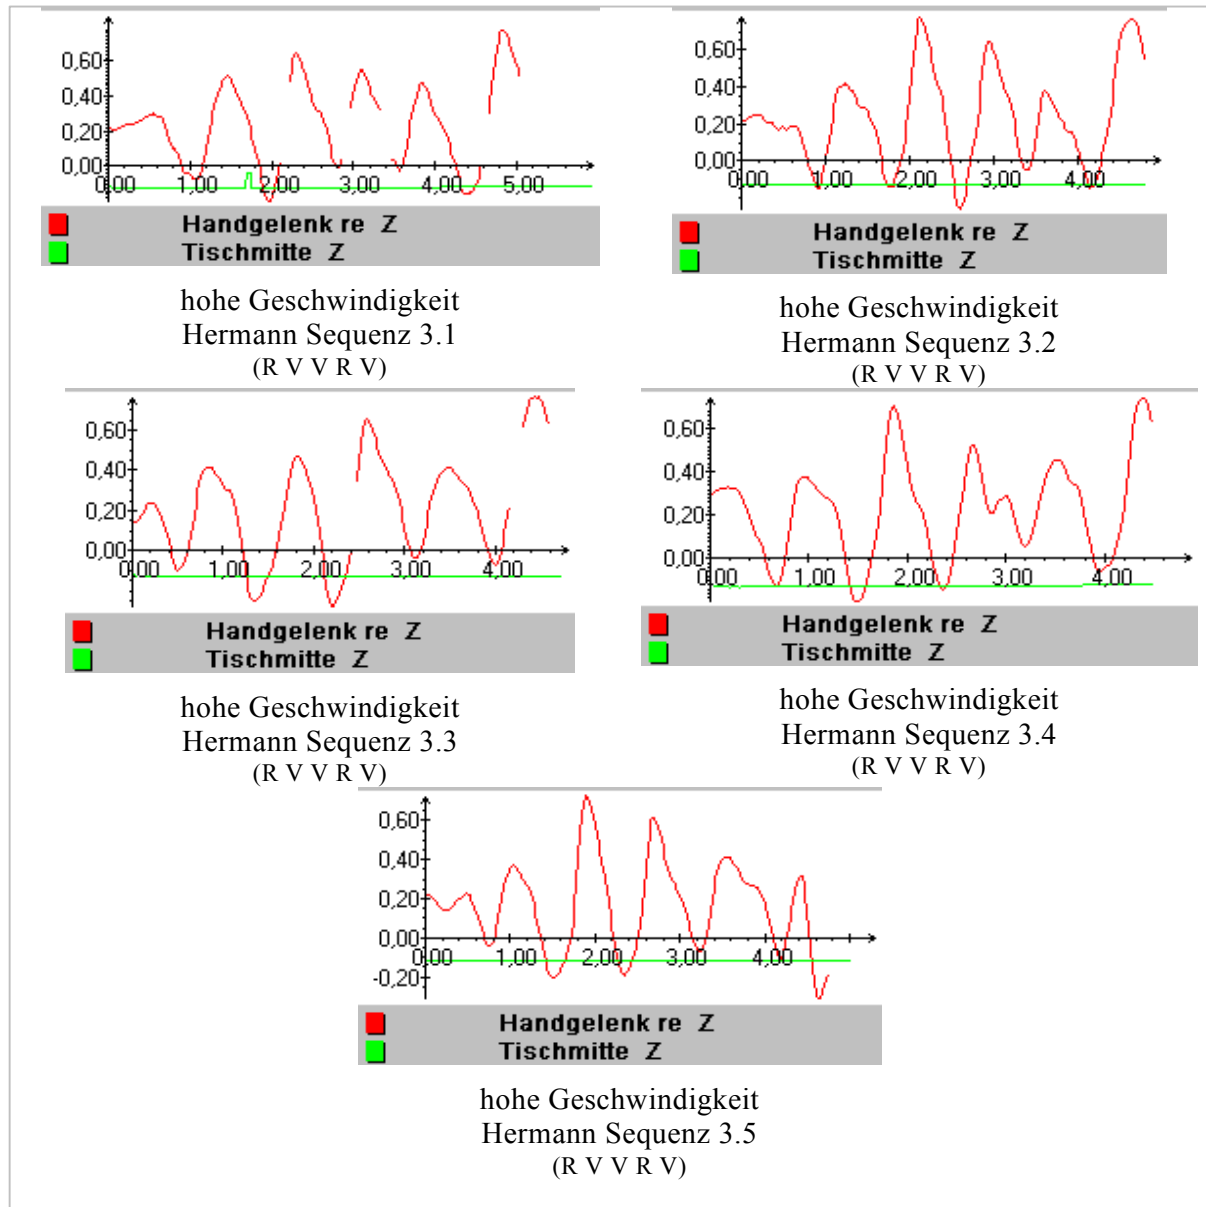 0,60
0,40
0,20
0,00
0,00 1,00 2,00 3,00 4,00 5,00
Handgelenk re Z
Tischmitte Z
hohe Geschwindigkeit
Hermann Sequenz 3.1
(R V V R V)
0,60
0,40
0,20
0,00
0,00 1,00 2,00 3,00 4,00
Handgelenk re Z
Tischmitte Z
hohe Geschwindigkeit
Hermann Sequenz 3.2
(R V V R V)
0,60
0,40
0,20
0,00
0,00 1,00 2,00 3,00 4,00
Handgelenk re Z
Tischmitte Z
hohe Geschwindigkeit
Hermann Sequenz 3.3
(R V V R V)
0,60
0,40
0,20
0,00
0,00 1,00 2,00 3,00 4,00
Handgelenk re Z
Tischmitte Z
hohe Geschwindigkeit
Hermann Sequenz 3.4
(R V V R V)
0,60
0,40
0,20
0,00
0,00 1,00 2,00 3,00 4,00
-0,20
Handgelenk re Z
Tischmitte Z
hohe Geschwindigkeit
Hermann Sequenz 3.5
(R V V R V)